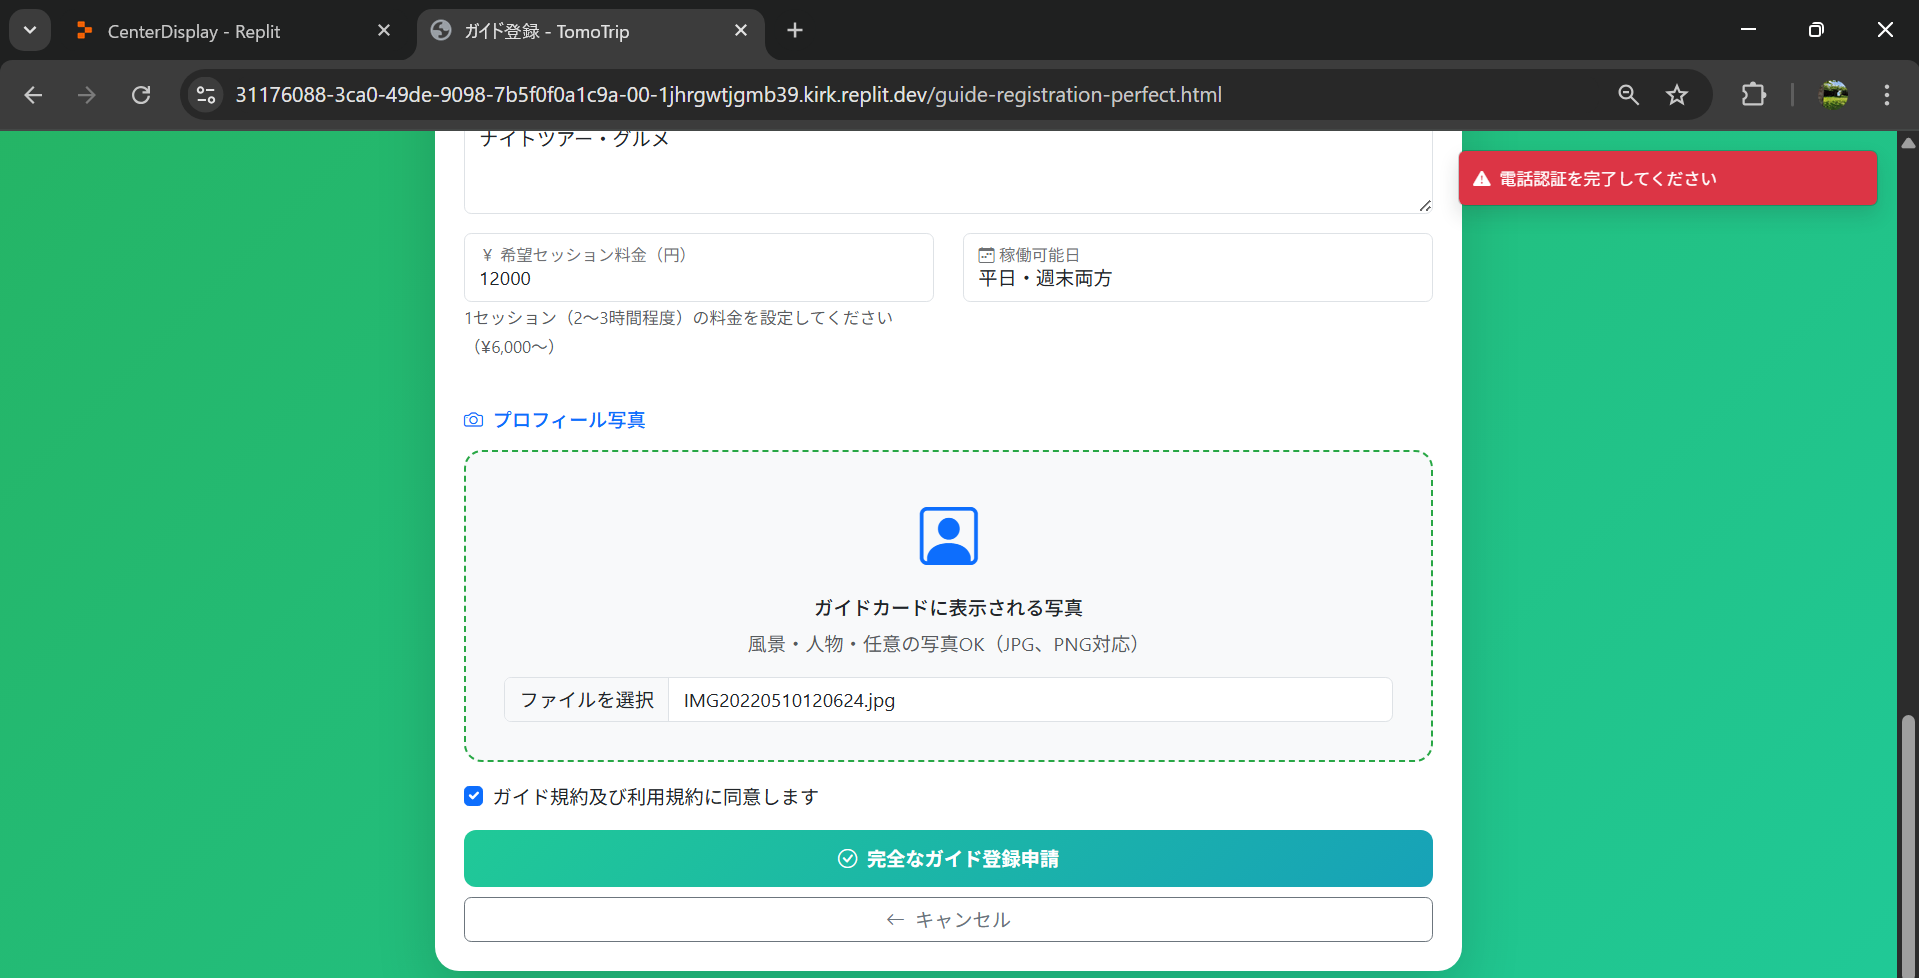 CenterDisplay - Replit
ガイド登録 - TomoTrip
31176088-3ca0-49de-9098-7b5f0f0a1c9a-00-1jhrgwtjgmb39.kirk.replit.dev/guide-registration-perfect.html
ナイトツアー・グルメ
電話認証を完了してください
¥ 希望セッション料金（円）
12000
稼働可能日
平日・週末両方
1セッション（2〜3時間程度）の料金を設定してください
（¥6,000〜）
プロフィール写真
ガイドカードに表示される写真
風景・人物・任意の写真OK（JPG、PNG対応）
ファイルを選択 IMG20220510120624.jpg
ガイド規約及び利用規約に同意します
完全なガイド登録申請
← キャンセル